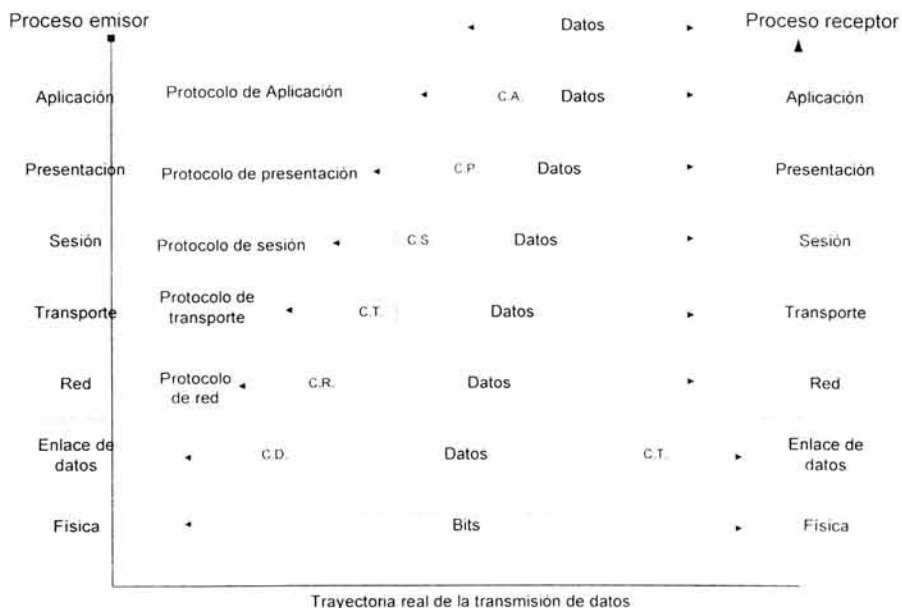 Proceso emisor Datos Proceso receptor
Aplicación Protocolo de Aplicación C.A. Datos Aplicación
Presentación Protocolo de presentación C.P. Datos Presentación
Sesión Protocolo de sesión C.S. Datos Sesión
Transporte Protocolo de
transporte C.T. Datos Transporte
Red Protocolo
de red C.R. Datos Red
Enlace de
datos C.D. Datos C.T. Enlace de
datos
Física Bits Física
Trayectoria real de la transmisión de datos